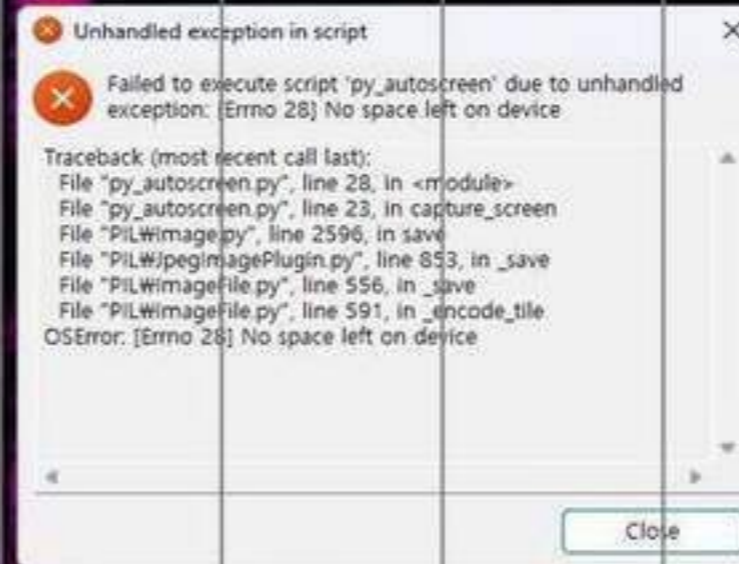 Unhandled exception in script
Failed to execute script 'py_autoscreen' due to unhandled
exception: [Errno 28] No space left on device
Traceback (most recent call last):
File "py_autoscreen.py", line 28, in <module>
File "py_autoscreen.py", line 23, in capture_screen
File "PIL₩Image.py", line 2596, in save
File "PIL₩JpegImagePlugin.py", line 853, in _save
File "PIL₩ImageFile.py", line 556, in _save
File "PIL₩ImageFile.py", line 591, in _encode_tile
OSError: [Errno 28] No space left on device
Close